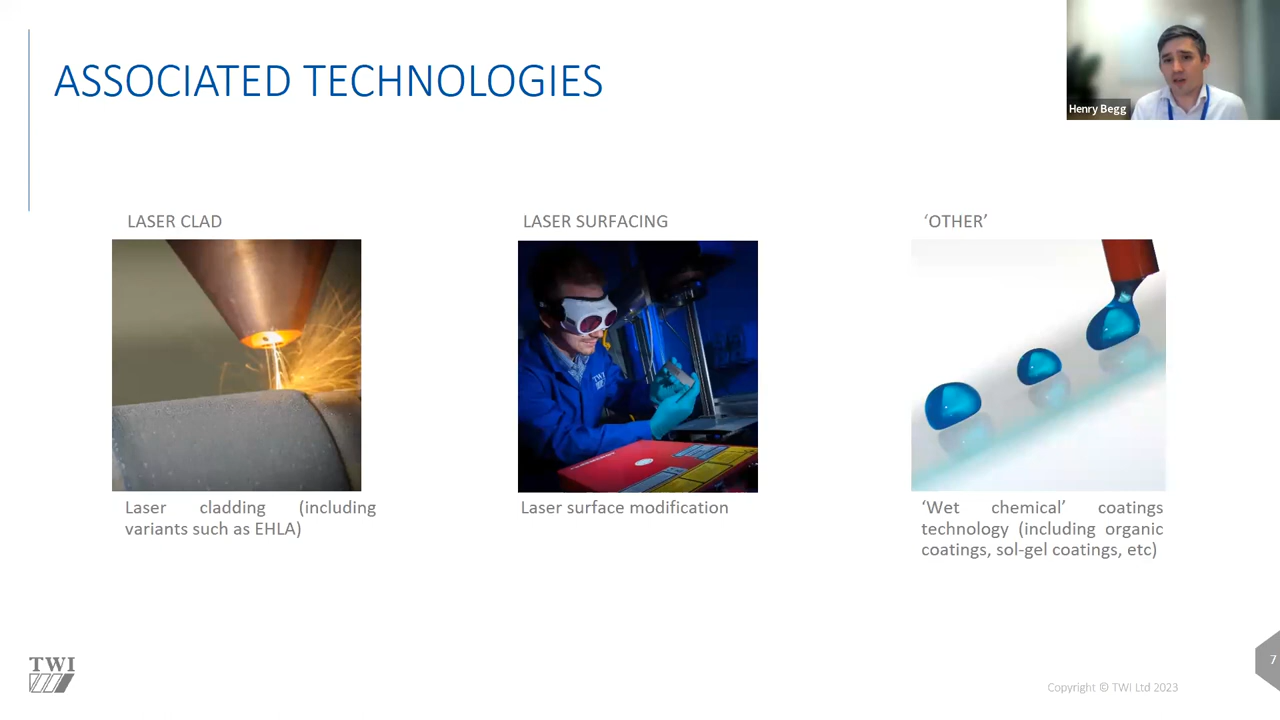 ASSOCIATED TECHNOLOGIES
Henry Begg
LASER CLAD
LASER SURFACING
‘OTHER’
TWI
Laser cladding (including
variants such as EHLA)
Laser surface modification
‘Wet chemical’ coatings
technology (including organic
coatings, sol-gel coatings, etc)
TWI
Copyright © TWI Ltd 2023
7